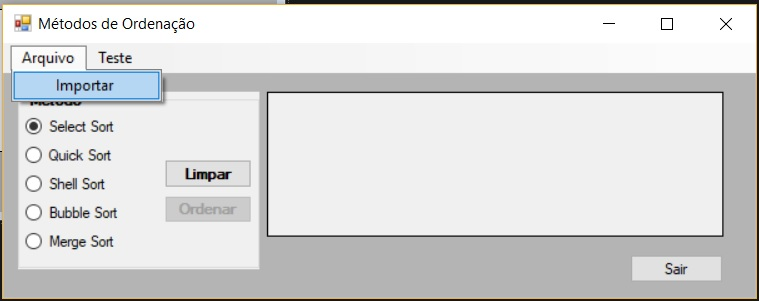 Métodos de Ordenação
Arquivo Teste
Importar
Método
Select Sort
Quick Sort
Shell Sort
Bubble Sort
Merge Sort
Limpar
Ordenar
Sair